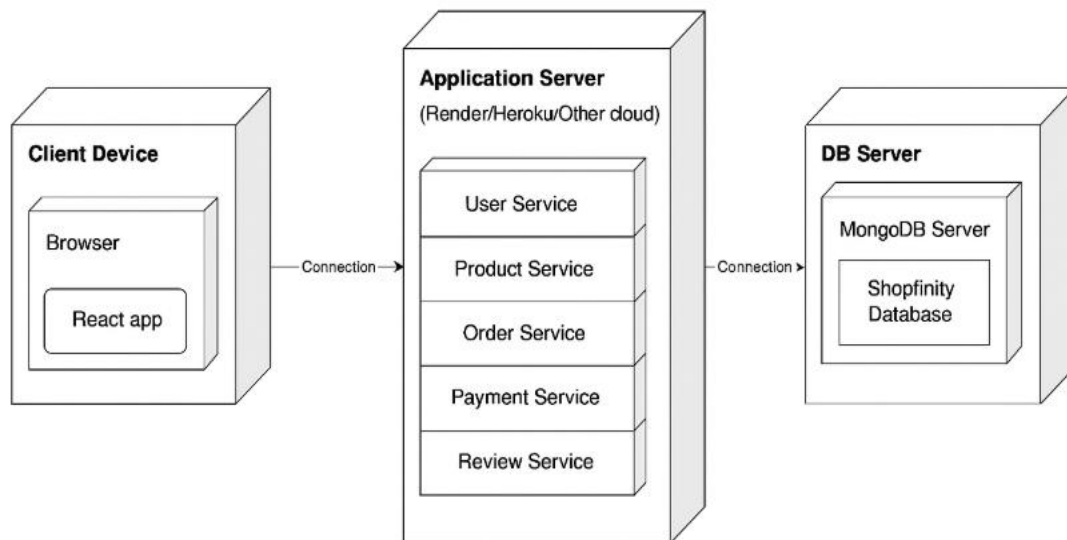 Client Device
Browser
React app
Connection
Application Server
(Render/Heroku/Other cloud)
User Service
Product Service
Order Service
Payment Service
Review Service
Connection
DB Server
MongoDB Server
Shopfinity
Database